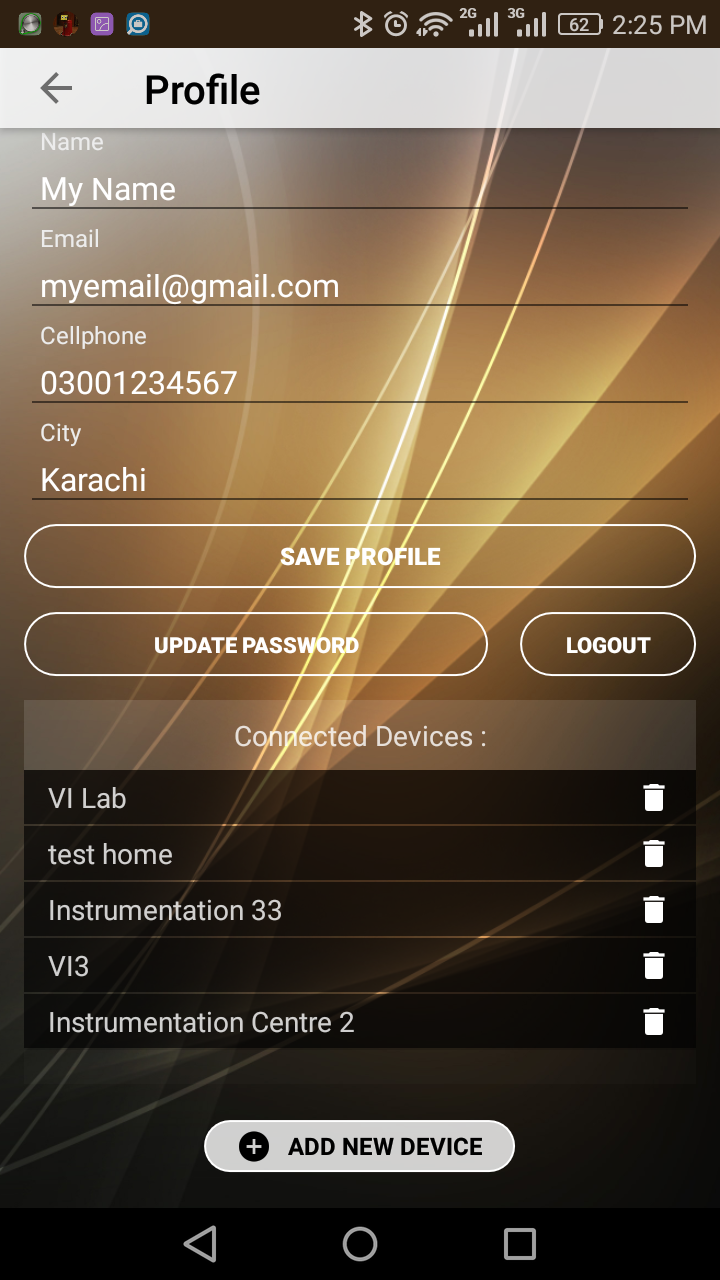 2G 3G 62 2:25 PM
Profile
Name
My Name
Email
myemail@gmail.com
Cellphone
03001234567
City
Karachi
SAVE PROFILE
UPDATE PASSWORD LOGOUT
Connected Devices :
VI Lab
test home
Instrumentation 33
VI3
Instrumentation Centre 2
ADD NEW DEVICE